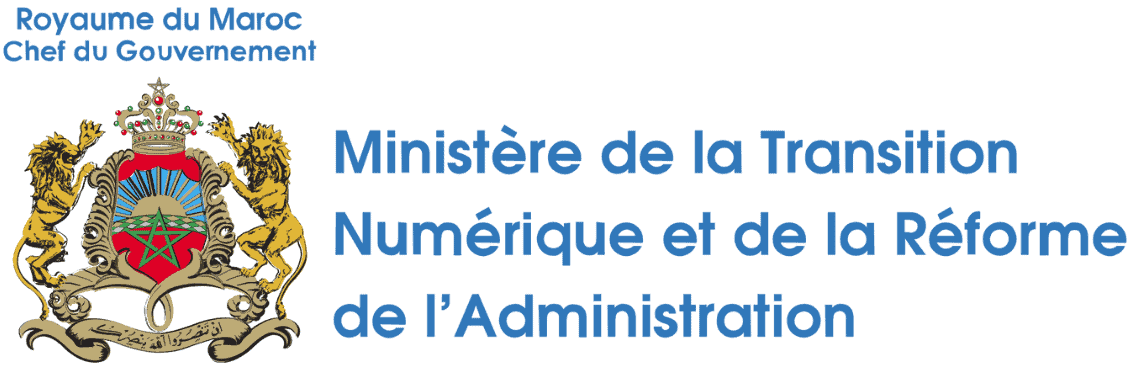 Royaume du Maroc
Chef du Gouvernement
Ministère de la Transition
Numérique et de la Réforme
de l'Administration
إن تنصروا الله ينصركم